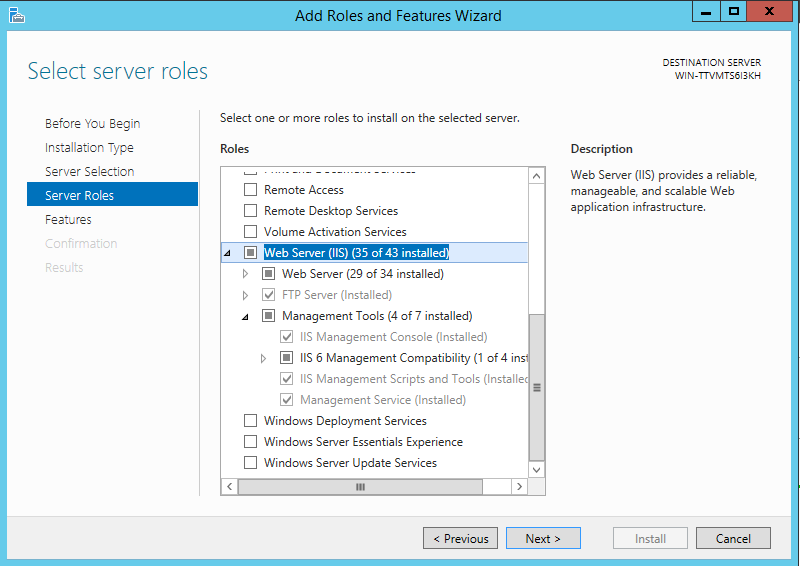 Add Roles and Features Wizard
Select server roles
DESTINATION SERVER
WIN-TTVMTS6I3KH
Before You Begin
Installation Type
Server Selection
Server Roles
Features
Confirmation
Results
Select one or more roles to install on the selected server.
Roles
Remote Access
Remote Desktop Services
Volume Activation Services
Web Server (IIS) (35 of 43 installed)
Web Server (29 of 34 installed)
FTP Server (Installed)
Management Tools (4 of 7 installed)
IIS Management Console (Installed)
IIS 6 Management Compatibility (1 of 4 inst
IIS Management Scripts and Tools (Installed
Management Service (Installed)
Windows Deployment Services
Windows Server Essentials Experience
Windows Server Update Services
Description
Web Server (IIS) provides a reliable,
manageable, and scalable Web
application infrastructure.
< Previous
Next >
Install
Cancel